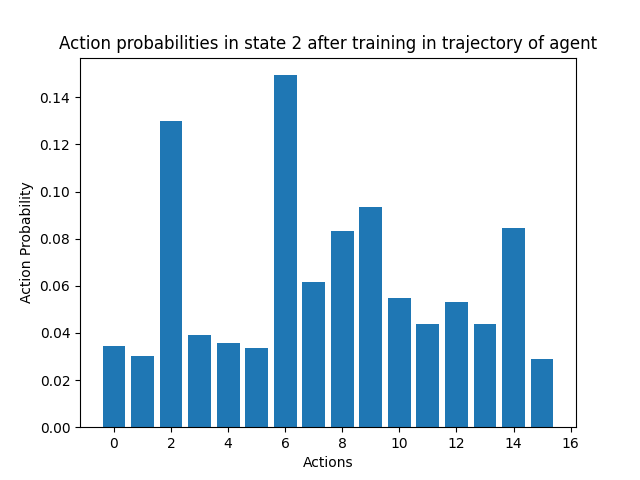 Action probabilities in state 2 after training in trajectory of agent
0.14
0.12
0.10
0.08
0.06
0.04
0.02
0.00
Action Probability
0 2 4 6 8 10 12 14 16
Actions